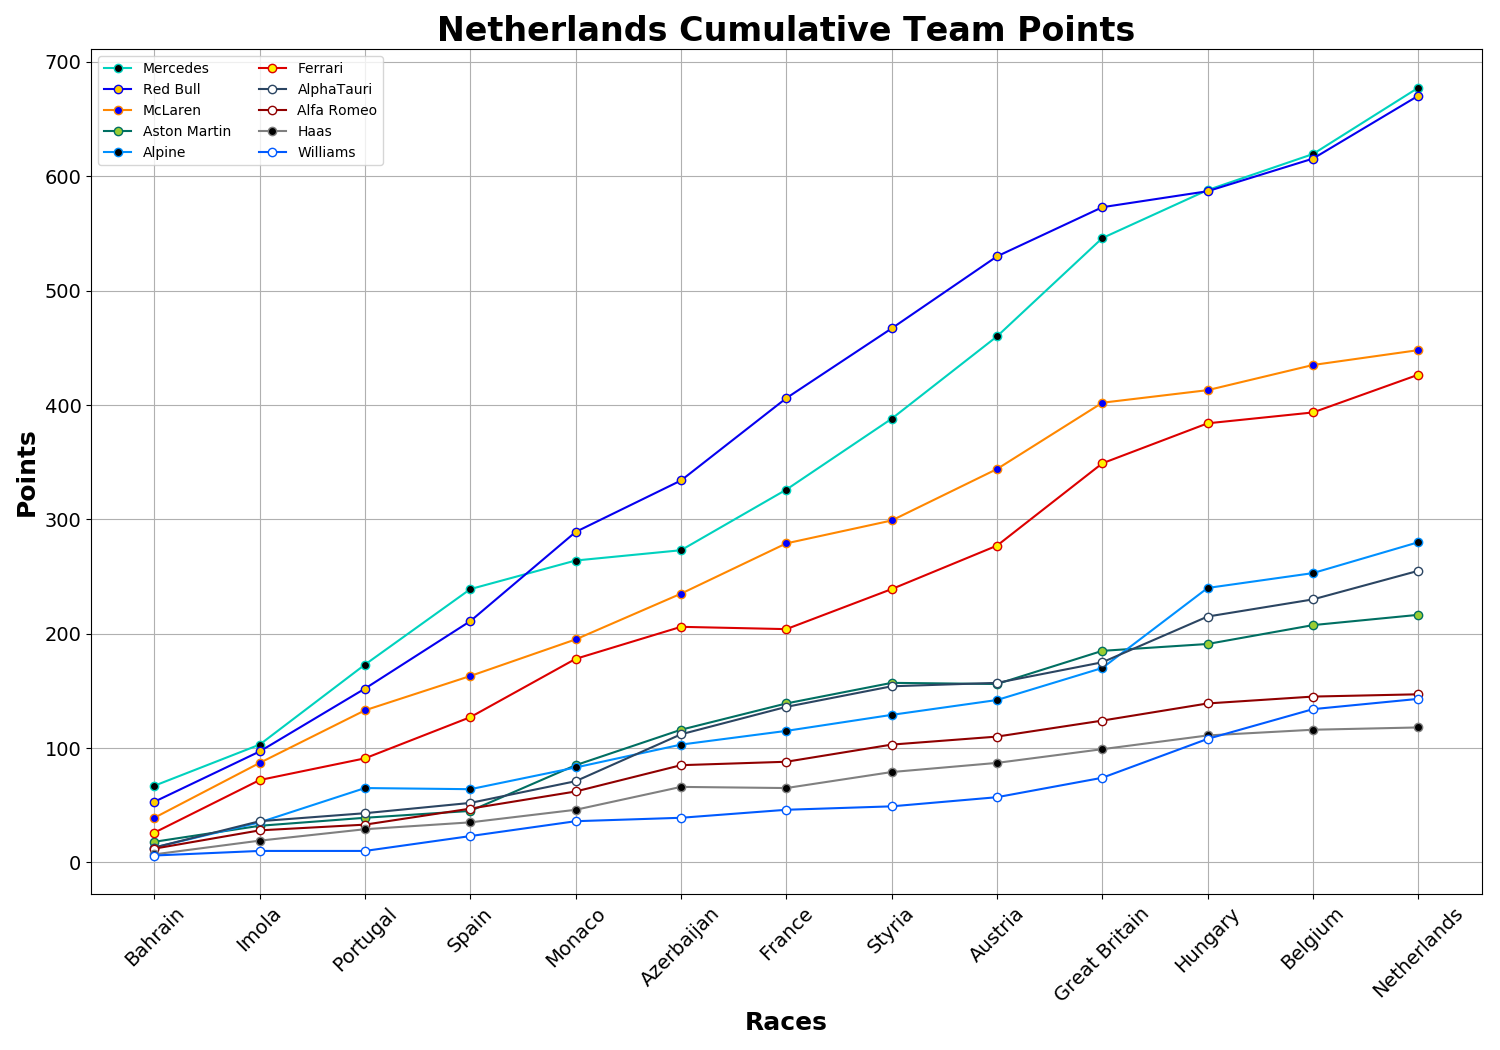 Netherlands Cumulative Team Points
Mercedes
Red Bull
McLaren
Aston Martin
Alpine
Ferrari
AlphaTauri
Alfa Romeo
Haas
Williams
700
600
500
400
300
200
100
0
Points
Bahrain
Imola
Portugal
Spain
Monaco
Azerbaijan
France
Styria
Austria
Great Britain
Hungary
Belgium
Netherlands
Races